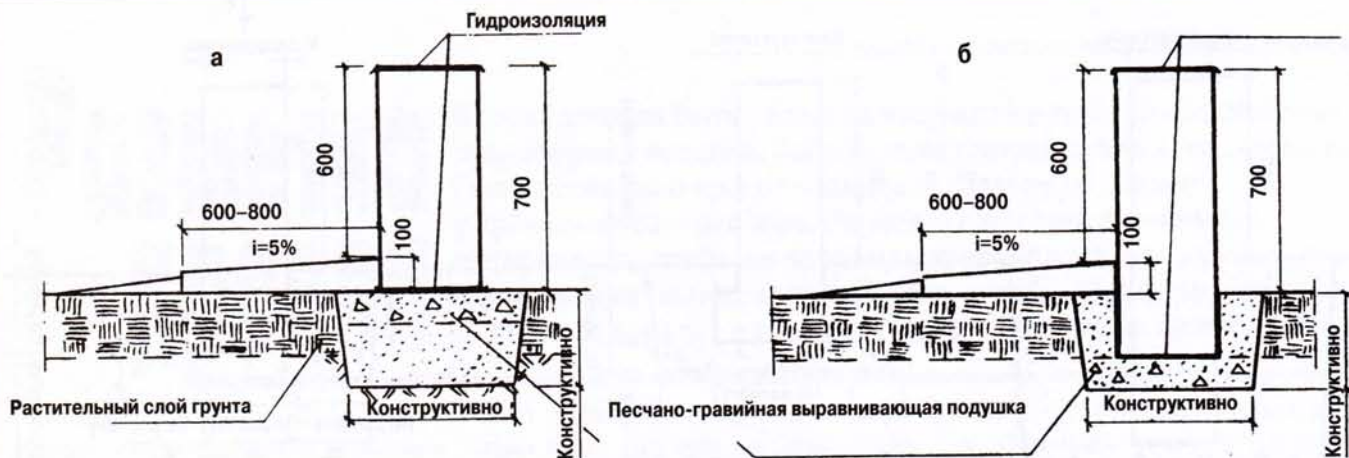 Гидроизоляция
а
б
600
700
600
700
600–800
100
600–800
100
i=5%
i=5%
Растительный слой грунта
Конструктивно
Конструктивно
Песчано-гравийная выравнивающая подушка
Конструктивно
Конструктивно